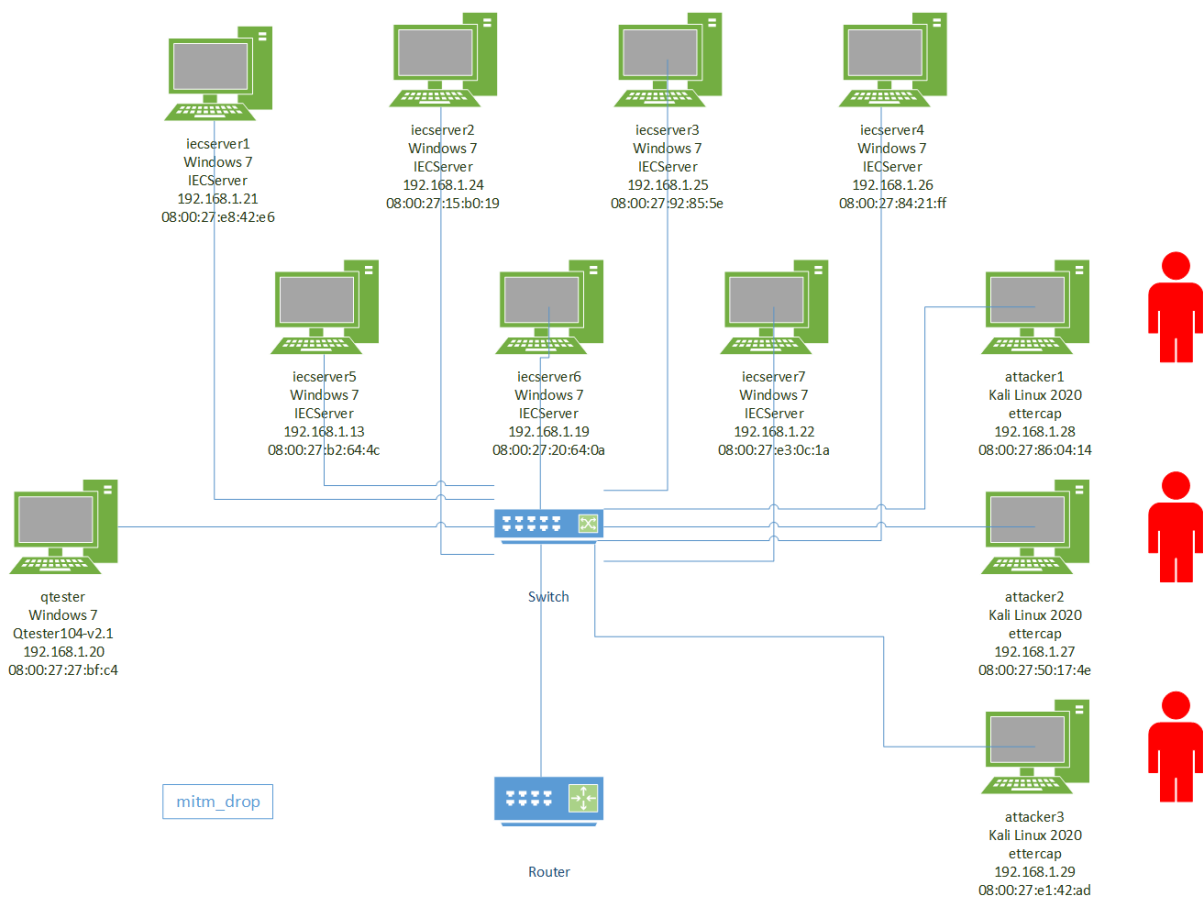 iecserver1
Windows 7
IECServer
192.168.1.21
08:00:27:e8:42:e6
iecserver2
Windows 7
IECServer
192.168.1.24
08:00:27:15:b0:19
iecserver3
Windows 7
IECServer
192.168.1.25
08:00:27:92:85:5e
iecserver4
Windows 7
IECServer
192.168.1.26
08:00:27:84:21:ff
iecserver5
Windows 7
IECServer
192.168.1.13
08:00:27:b2:64:4c
iecserver6
Windows 7
IECServer
192.168.1.19
08:00:27:20:64:0a
iecserver7
Windows 7
IECServer
192.168.1.22
08:00:27:e3:0c:1a
attacker1
Kali Linux 2020
ettercap
192.168.1.28
08:00:27:86:04:14
qtester
Windows 7
Qtester104-v2.1
192.168.1.20
08:00:27:27:bf:c4
Switch
attacker2
Kali Linux 2020
ettercap
192.168.1.27
08:00:27:50:17:4e
mitm_drop
Router
attacker3
Kali Linux 2020
ettercap
192.168.1.29
08:00:27:e1:42:ad